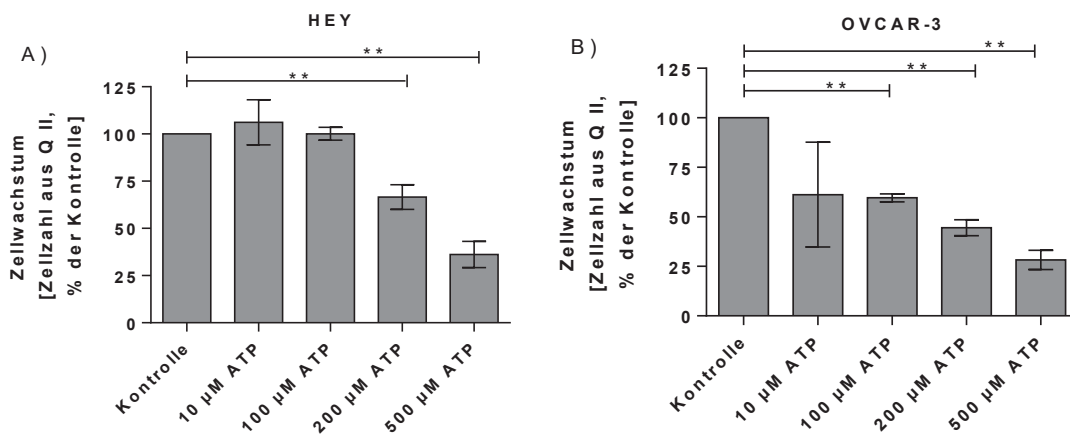 HEY
A)
* *
* *
Zellwachstum
[Zellzahl aus Q II,
% der Kontrolle]
125
100
75
50
25
0
Kontrolle
10 µM ATP
100 µM ATP
200 µM ATP
500 µM ATP
OVCAR-3
B)
* *
* *
* *
Zellwachstum
[Zellzahl aus Q II,
% der Kontrolle]
125
100
75
50
25
0
Kontrolle
10 µM ATP
100 µM ATP
200 µM ATP
500 µM ATP